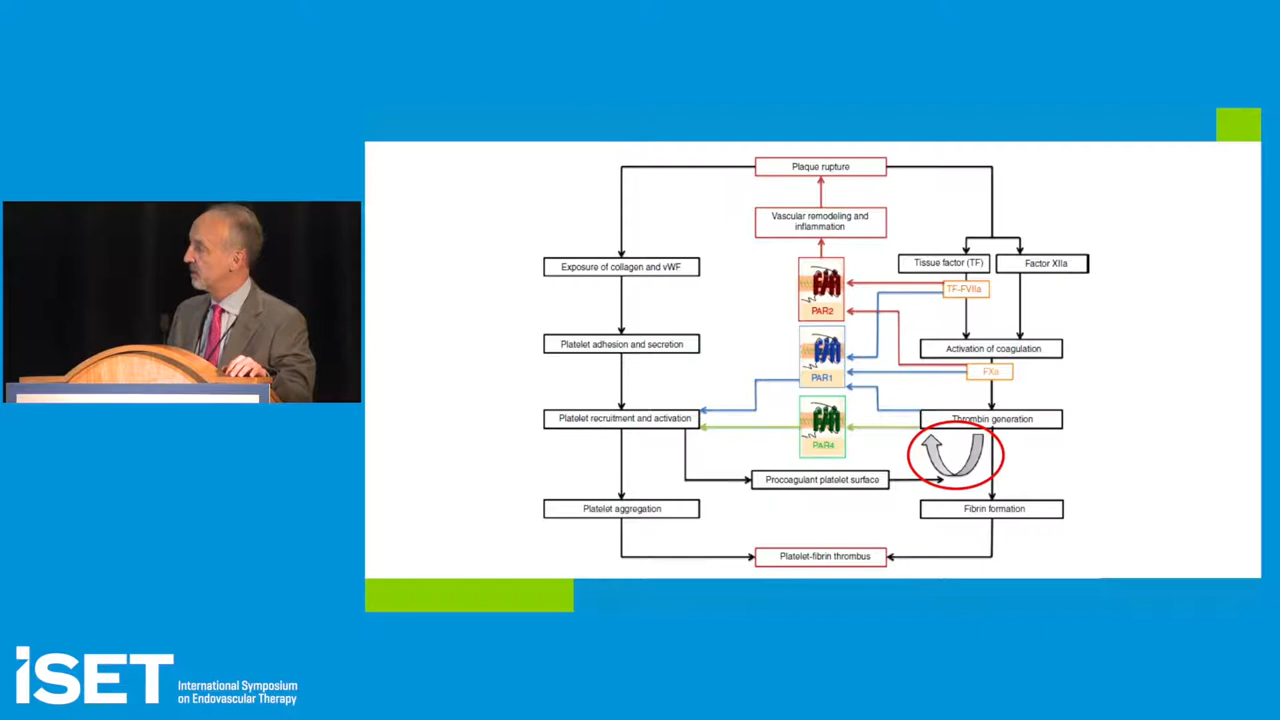 Plaque rupture
Vascular remodeling and
inflammation
Exposure of collagen and vWF
Tissue factor (TF)
Factor XIIa
TF-FVIIa
PAR2
Platelet adhesion and secretion
Activation of coagulation
FXa
PAR1
Platelet recruitment and activation
Thrombin generation
PAR4
Procoagulant platelet surface
Platelet aggregation
Fibrin formation
Platelet-fibrin thrombus
iSET
International Symposium
on Endovascular Therapy